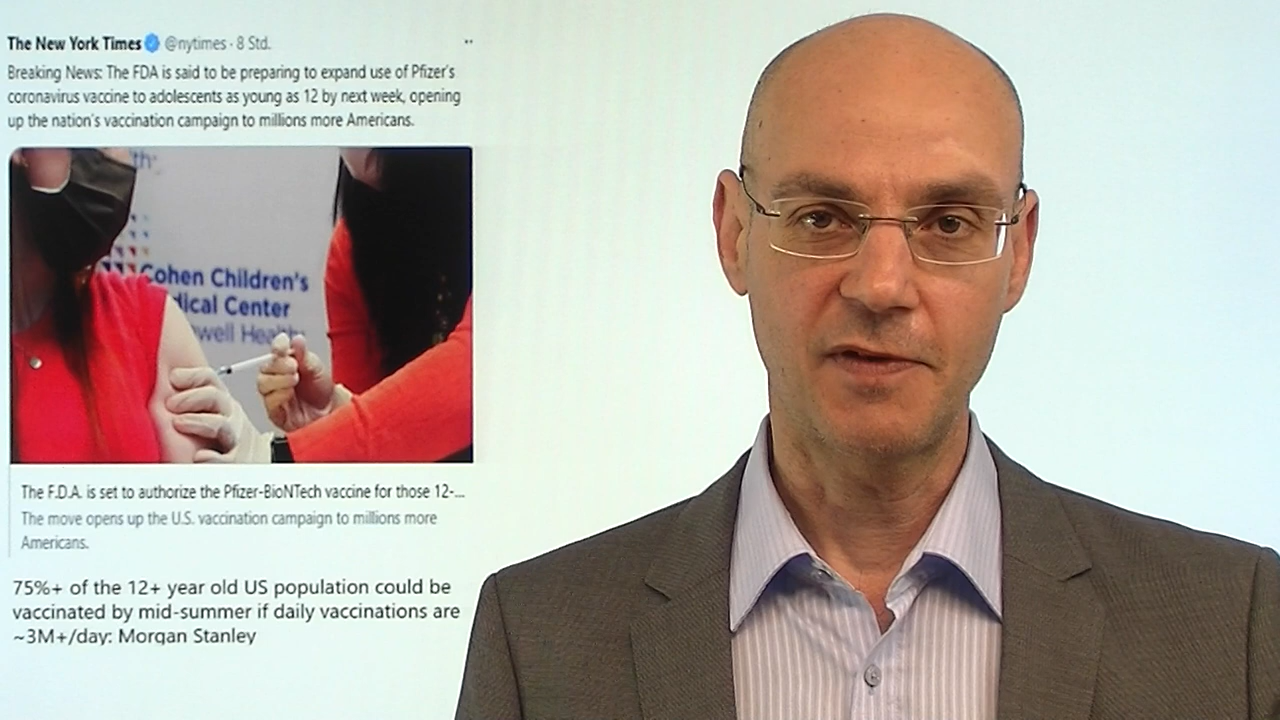 The New York Times @nytimes · 8 Std.
Breaking News: The FDA is said to be preparing to expand use of Pfizer's
coronavirus vaccine to adolescents as young as 12 by next week, opening
up the nation's vaccination campaign to millions more Americans.
Cohen Children's
dical Center
well Health
The F.D.A. is set to authorize the Pfizer-BioNTech vaccine for those 12-...
The move opens up the U.S. vaccination campaign to millions more
Americans.
75%+ of the 12+ year old US population could be
vaccinated by mid-summer if daily vaccinations are
~3M+/day: Morgan Stanley